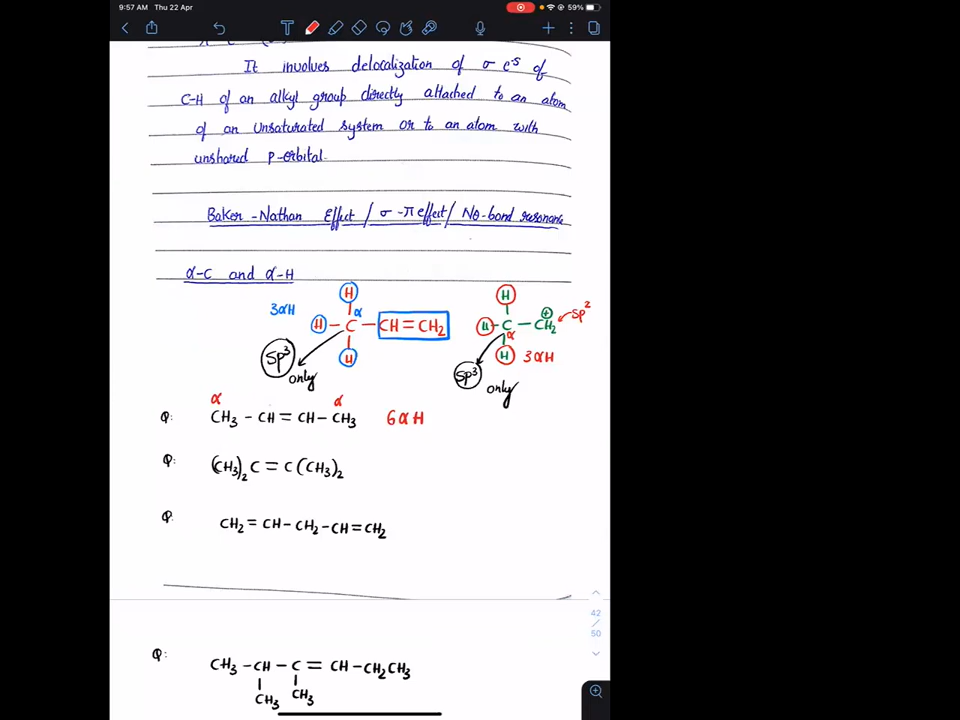 9:57 AM Thu 22 Apr
59%
It involves delocalization of σ e⁻s of
C-H of an alkyl group directly attached to an atom
of an unsaturated system or to an atom with
unshared p-orbital.
Baker-Nathan Effect / σ-π effect / No-bond resonance
α-C and α-H
3αH
H
H - C - CH = CH2
α
H
Sp³
only
H
H - C - CH2
⊕
sp²
α
H
3αH
Sp³
only
α α
Q: CH3 - CH = CH - CH3 6αH
Q: (CH3)2 C = C (CH3)2
Q. CH2 = CH - CH2 - CH = CH2
42
/
50
Q: CH3 - CH - C = CH - CH2CH3
CH3 CH3